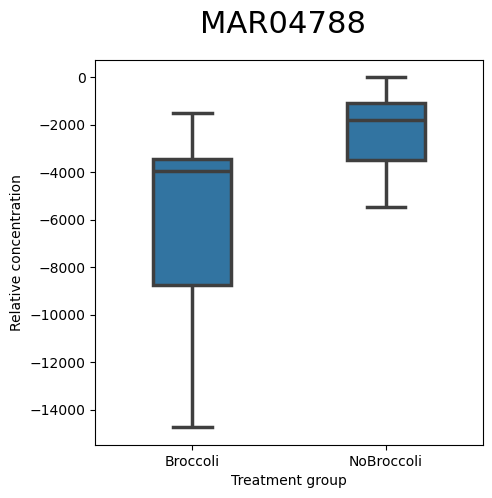 MAR04788
0
−2000
−4000
−6000
−8000
−10000
−12000
−14000
Relative concentration
Broccoli
NoBroccoli
Treatment group